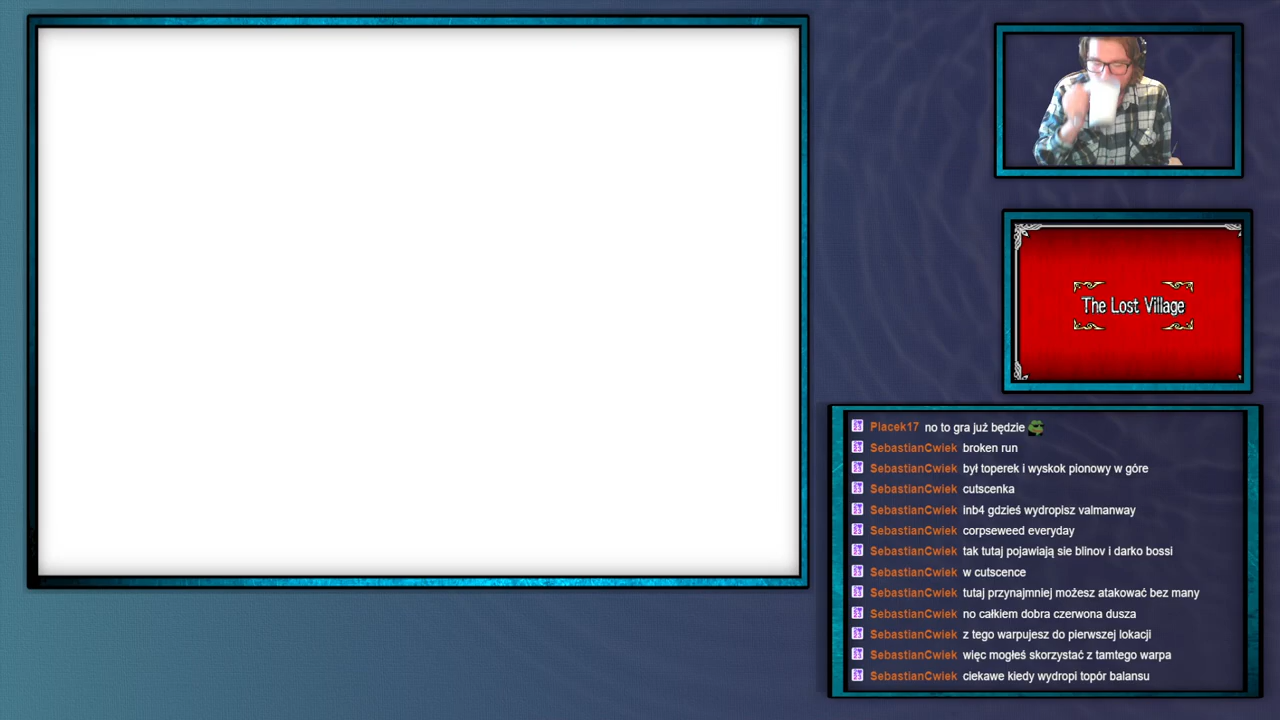 The Lost Village
Placek17 no to gra już będzie
SebastianCwiek broken run
SebastianCwiek był toperek i wyskok pionowy w góre
SebastianCwiek cutscenka
SebastianCwiek inb4 gdzieś wydropisz valmanway
SebastianCwiek corpseweed everyday
SebastianCwiek tak tutaj pojawiają sie blinov i darko bossi
SebastianCwiek w cutscence
SebastianCwiek tutaj przynajmniej możesz atakować bez many
SebastianCwiek no całkiem dobra czerwona dusza
SebastianCwiek z tego warpujesz do pierwszej lokacji
SebastianCwiek więc mogłeś skorzystać z tamtego warpa
SebastianCwiek ciekawe kiedy wydropi topór balansu